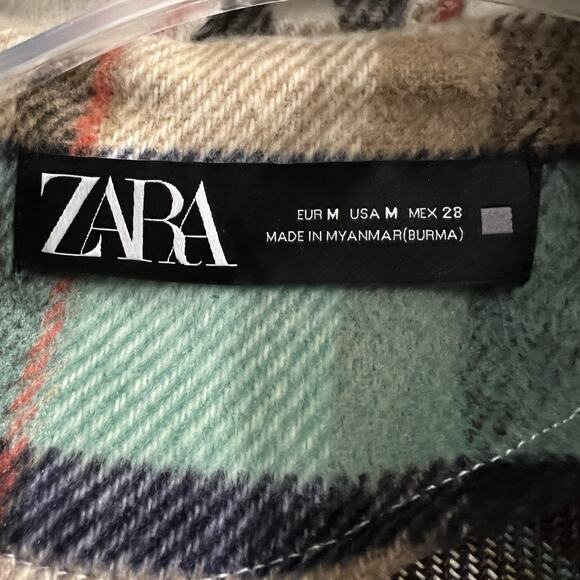 ZARA
EUR M USA M MEX 28
MADE IN MYANMAR(BURMA)